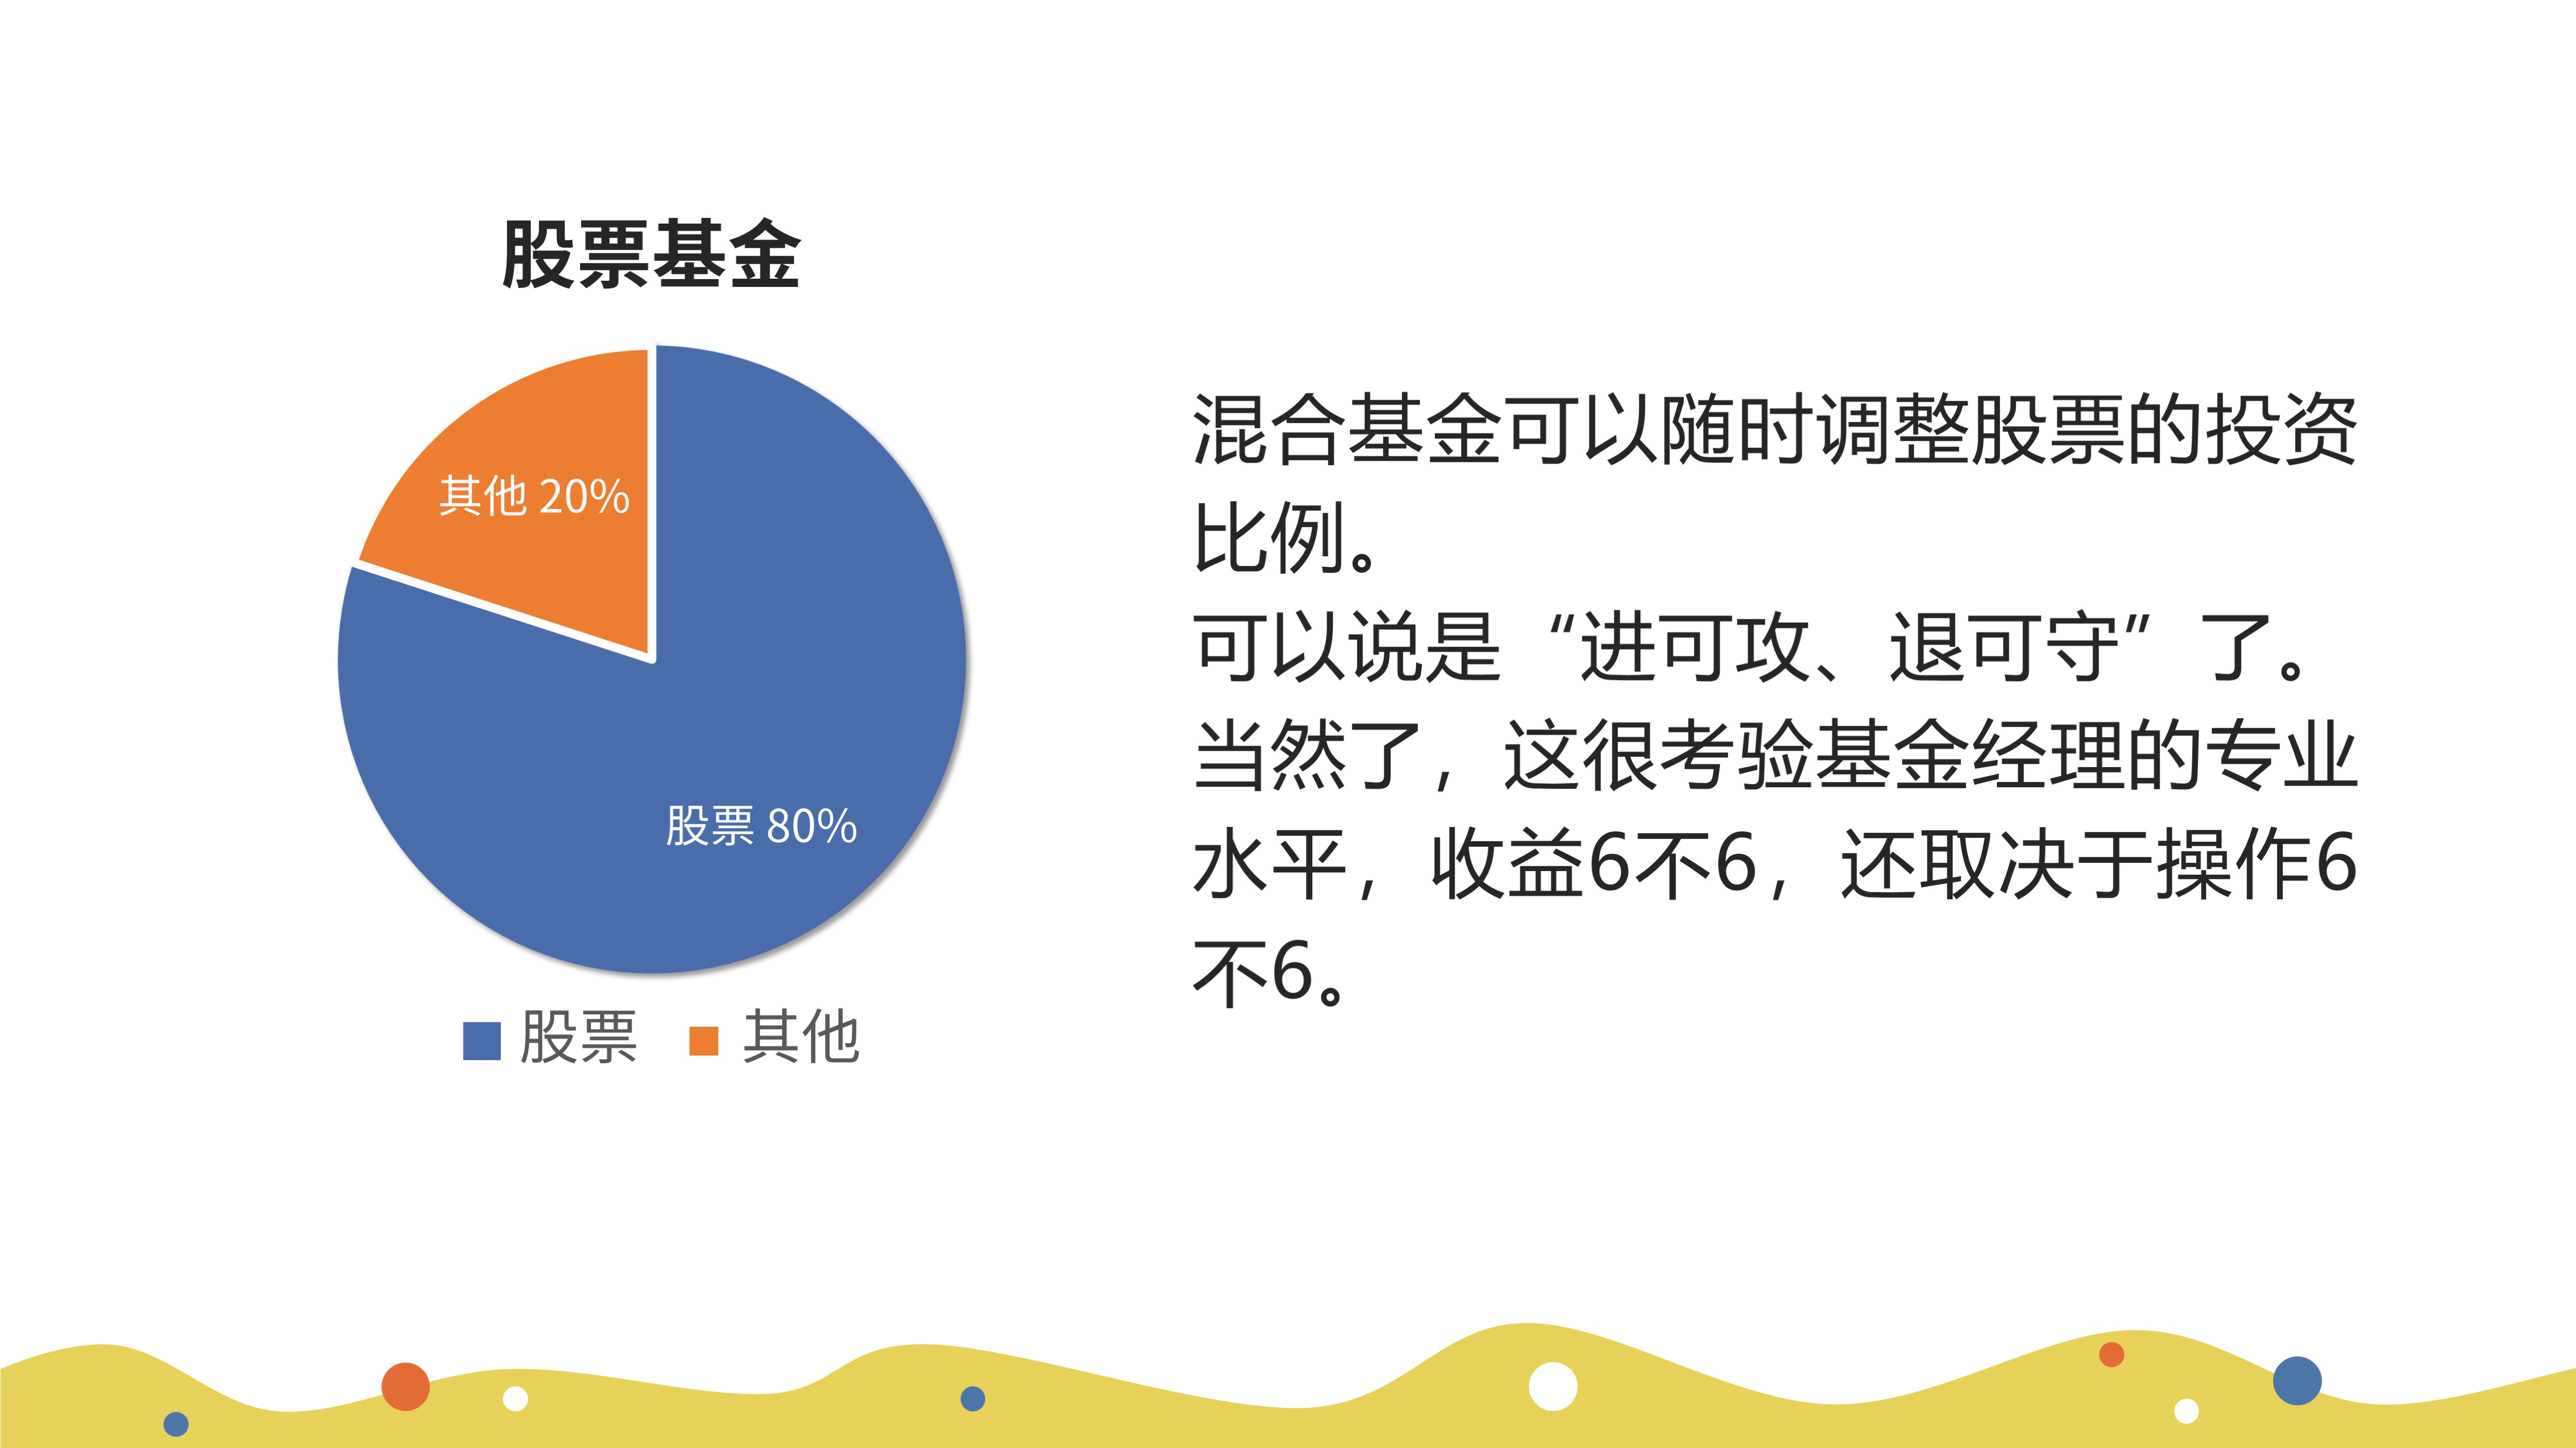 股票基金
其他 20%
股票 80%
股票 其他
混合基金可以随时调整股票的投资
比例。
可以说是“进可攻、退可守”了。
当然了，这很考验基金经理的专业
水平，收益6不6，还取决于操作6
不6。